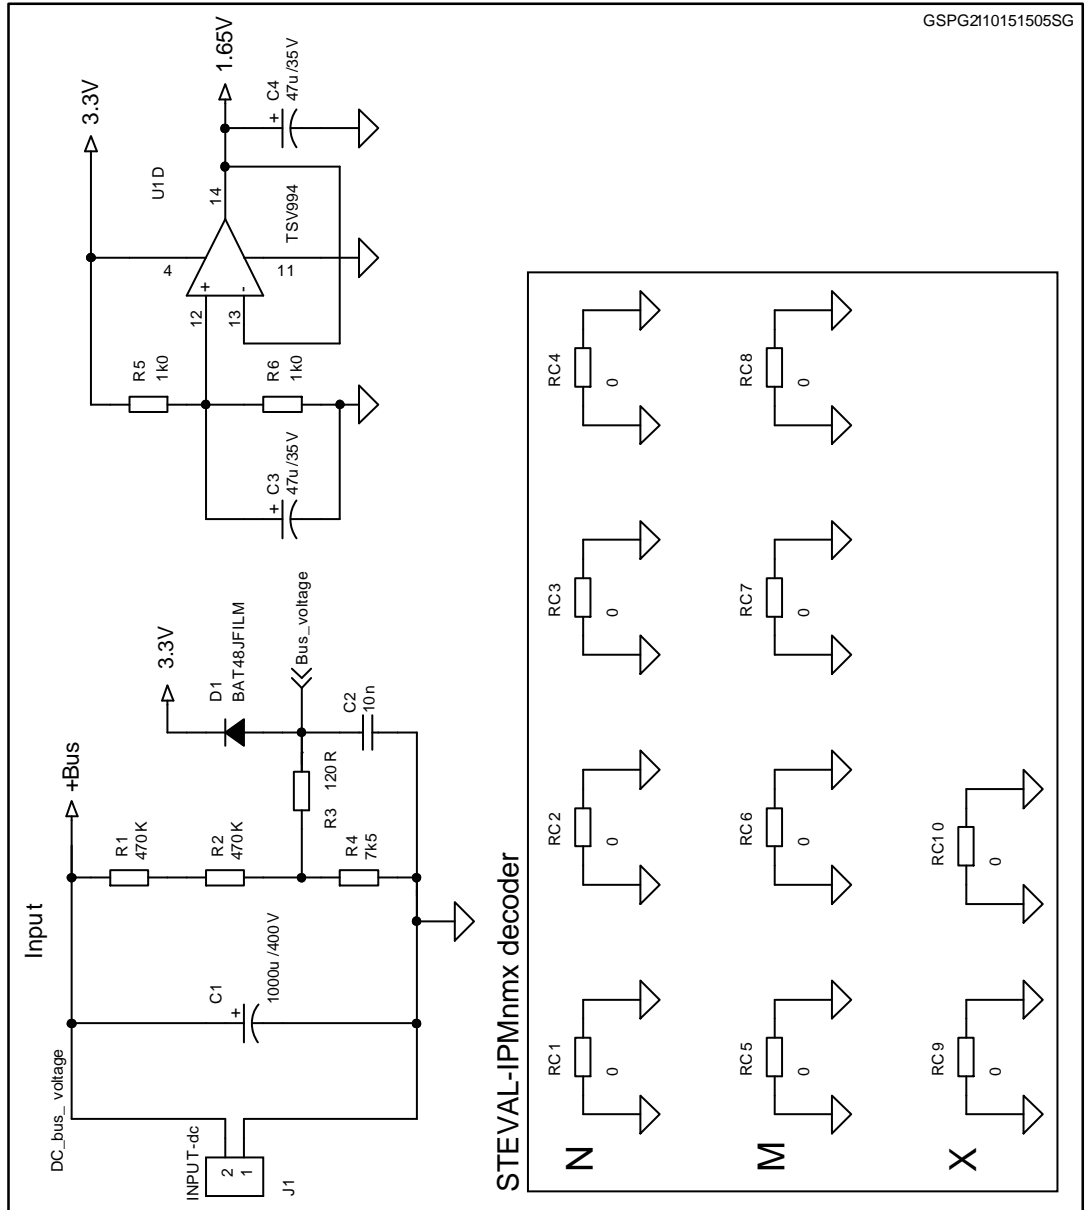 GSPG2110151505SG
Input
DC_bus_ voltage
INPUT-dc
2
1
J1
+
C1
1000u /400V
+Bus
R1
470K
R2
470K
R4
7k5
R3
120R
3.3V
D1
BAT48JFILM
Bus_voltage
C2
10n
3.3V
R5
1k0
R6
1k0
+
C3
47u/35V
U1D
4
12
13
+
-
14
11
TSV994
1.65V
+
C4
47u/35V
STEVAL-IPMnmx decoder
N
RC1
0
RC2
0
RC3
0
RC4
0
M
RC5
0
RC6
0
RC7
0
RC8
0
X
RC9
0
RC10
0